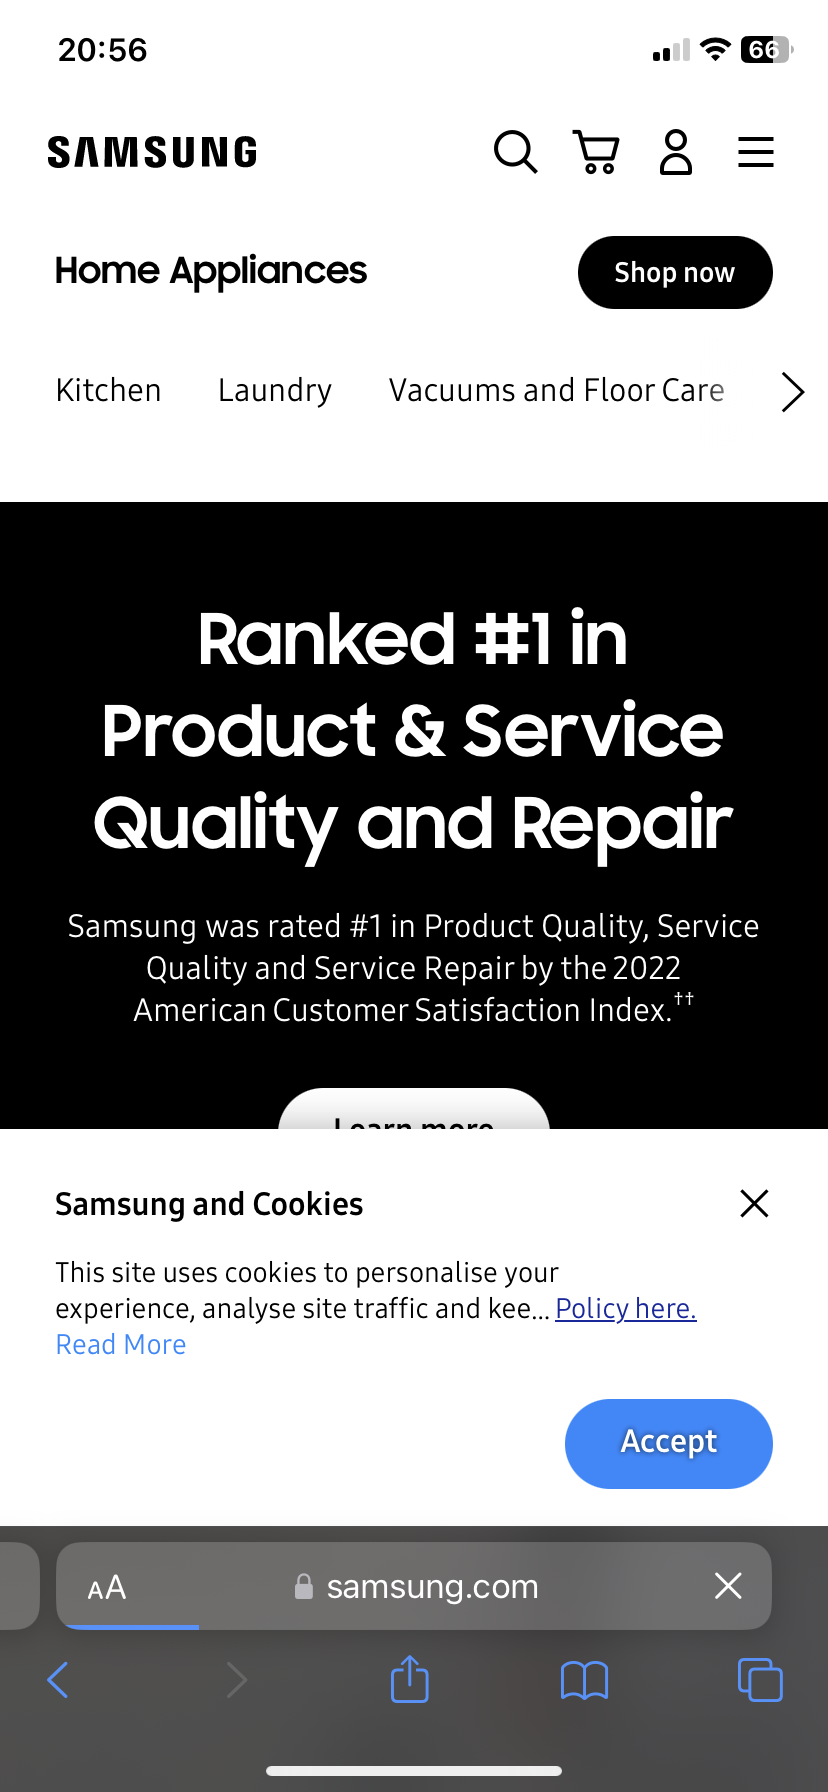 20:56
66
SAMSUNG
Home Appliances
Shop now
Kitchen
Laundry
Vacuums and Floor Care
Ranked #1 in
Product & Service
Quality and Repair
Samsung was rated #1 in Product Quality, Service
Quality and Service Repair by the 2022
American Customer Satisfaction Index.††
Learn more
Samsung and Cookies
This site uses cookies to personalise your
experience, analyse site traffic and kee... Policy here.
Read More
Accept
AA
samsung.com